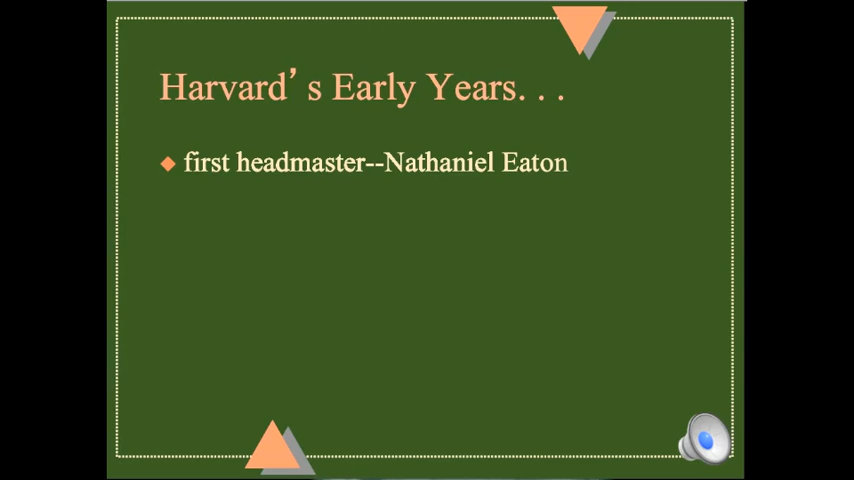 Harvard’s Early Years. . .
first headmaster--Nathaniel Eaton